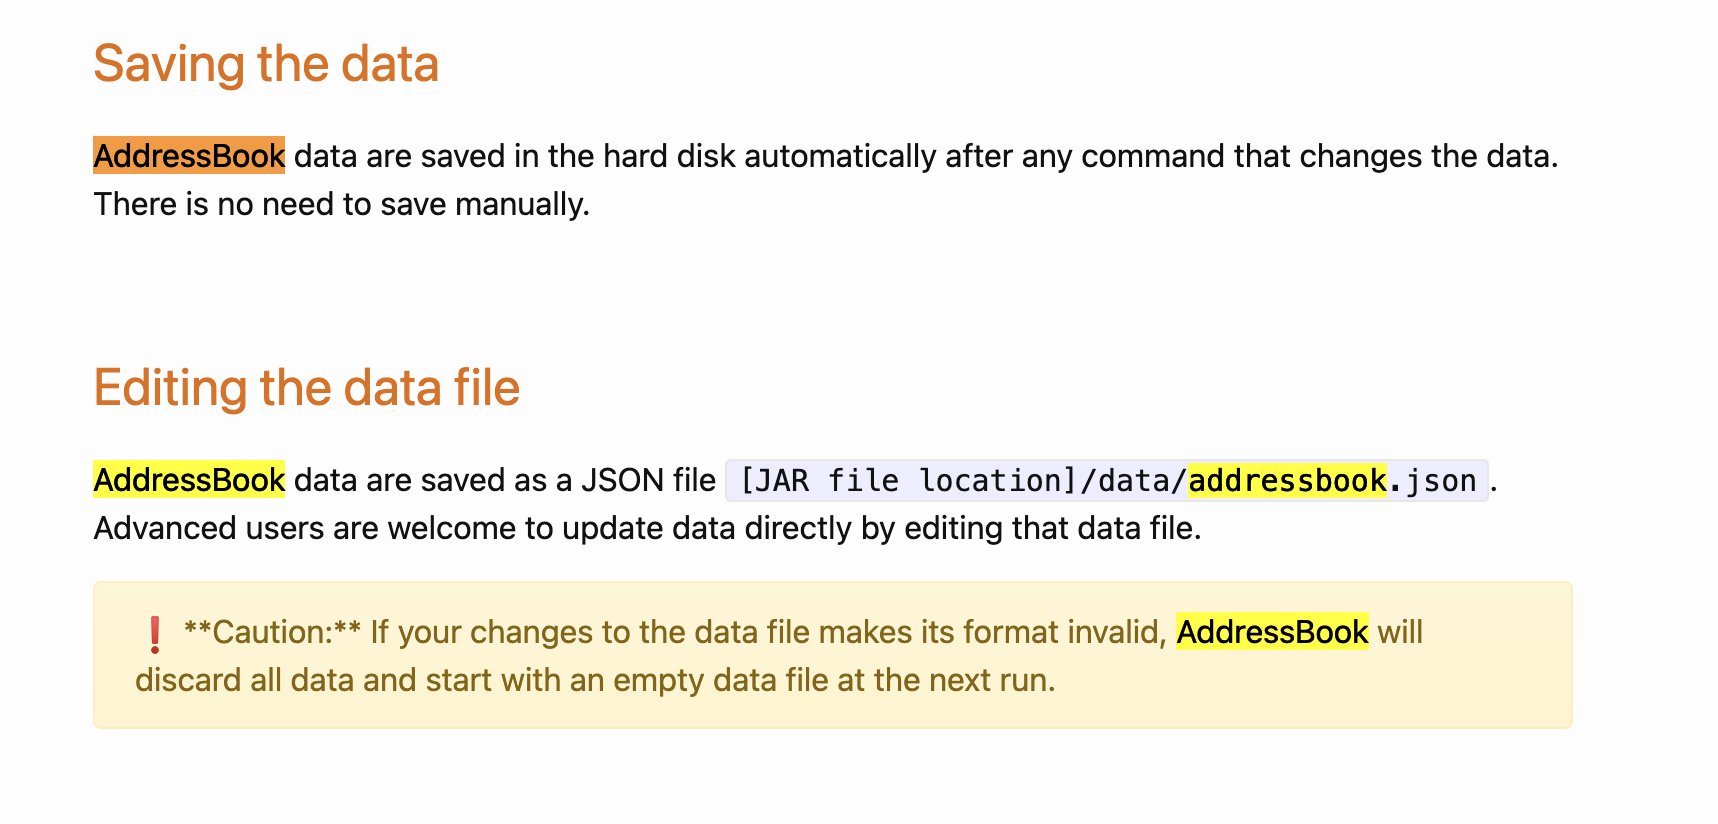 Saving the data
AddressBook data are saved in the hard disk automatically after any command that changes the data.
There is no need to save manually.
Editing the data file
AddressBook data are saved as a JSON file [JAR file location]/data/addressbook.json .
Advanced users are welcome to update data directly by editing that data file.
❗ **Caution:** If your changes to the data file makes its format invalid, AddressBook will
discard all data and start with an empty data file at the next run.